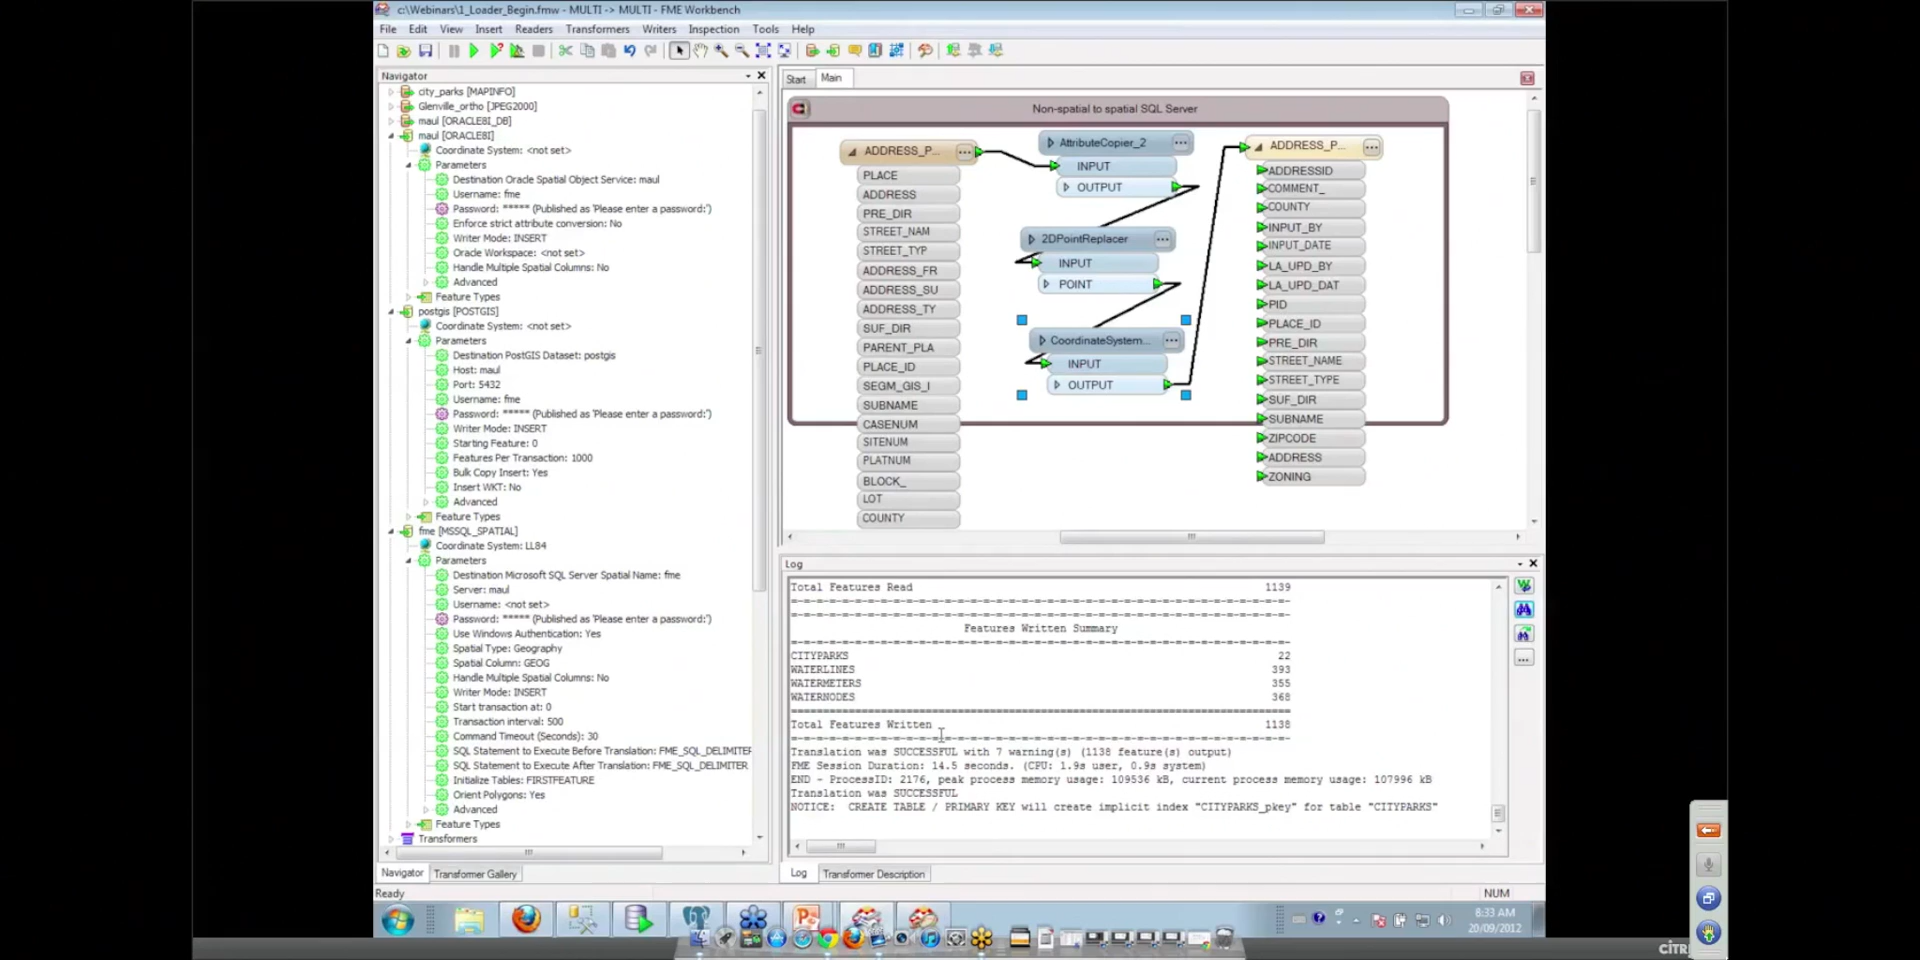 c:\Webinars\1_Loader_Begin.fmw - MULTI -> MULTI - FME Workbench
File Edit View Insert Readers Transformers Writers Inspection Tools Help
Navigator
city_parks [MAPINFO]
Glenville_ortho [JPEG2000]
maul [ORACLE8I_DB]
maul [ORACLE8I]
Coordinate System: <not set>
Parameters
Destination Oracle Spatial Object Service: maul
Username: fme
Password: ***** (Published as 'Please enter a password:')
Enforce strict attribute conversion: No
Writer Mode: INSERT
Oracle Workspace: <not set>
Handle Multiple Spatial Columns: No
Advanced
Feature Types
postgis [POSTGIS]
Coordinate System: <not set>
Parameters
Destination PostGIS Dataset: postgis
Host: maul
Port: 5432
Username: fme
Password: ***** (Published as 'Please enter a password:')
Writer Mode: INSERT
Starting Feature: 0
Features Per Transaction: 1000
Bulk Copy Insert: Yes
Insert WKT: No
Advanced
Feature Types
fme [MSSQL_SPATIAL]
Coordinate System: LL84
Parameters
Destination Microsoft SQL Server Spatial Name: fme
Server: maul
Username: <not set>
Password: ***** (Published as 'Please enter a password:')
Use Windows Authentication: Yes
Spatial Type: Geography
Spatial Column: GEOG
Handle Multiple Spatial Columns: No
Writer Mode: INSERT
Start transaction at: 0
Transaction interval: 500
Command Timeout (Seconds): 30
SQL Statement to Execute Before Translation: FME_SQL_DELIMITER
SQL Statement to Execute After Translation: FME_SQL_DELIMITER
Initialize Tables: FIRSTFEATURE
Orient Polygons: Yes
Advanced
Feature Types
Transformers
Navigator Transformer Gallery
Ready
Start Main
Non-spatial to spatial SQL Server
ADDRESS_P...
PLACE
ADDRESS
PRE_DIR
STREET_NAM
STREET_TYP
ADDRESS_FR
ADDRESS_SU
ADDRESS_TY
SUF_DIR
PARENT_PLA
PLACE_ID
SEGM_GIS_I
SUBNAME
CASENUM
SITENUM
PLATNUM
BLOCK_
LOT
COUNTY
AttributeCopier_2
INPUT
OUTPUT
2DPointReplacer
INPUT
POINT
CoordinateSystem...
INPUT
OUTPUT
ADDRESS_P...
ADDRESSID
COMMENT_
COUNTY
INPUT_BY
INPUT_DATE
LA_UPD_BY
LA_UPD_DAT
PID
PLACE_ID
PRE_DIR
STREET_NAME
STREET_TYPE
SUF_DIR
SUBNAME
ZIPCODE
ADDRESS
ZONING
Log
Total Features Read 1139
Features Written Summary
CITYPARKS 22
WATERLINES 393
WATERMETERS 355
WATERNODES 368
Total Features Written 1138
Translation was SUCCESSFUL with 7 warning(s) (1138 feature(s) output)
FME Session Duration: 14.5 seconds. (CPU: 1.9s user, 0.9s system)
END - ProcessID: 2176, peak process memory usage: 109536 kB, current process memory usage: 107996 kB
Translation was SUCCESSFUL
NOTICE: CREATE TABLE / PRIMARY KEY will create implicit index "CITYPARKS_pkey" for table "CITYPARKS"
Log Transformer Description
NUM
8:33 AM
20/09/2012